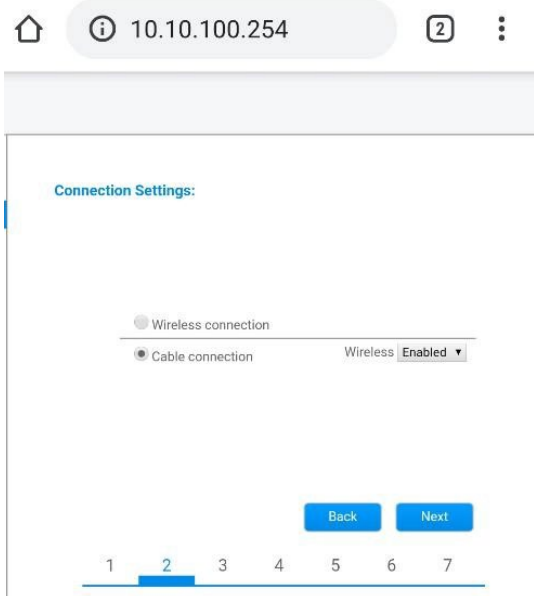 10.10.100.254
2
Connection Settings:
Wireless connection
Cable connection Wireless Enabled
Back Next
1 2 3 4 5 6 7